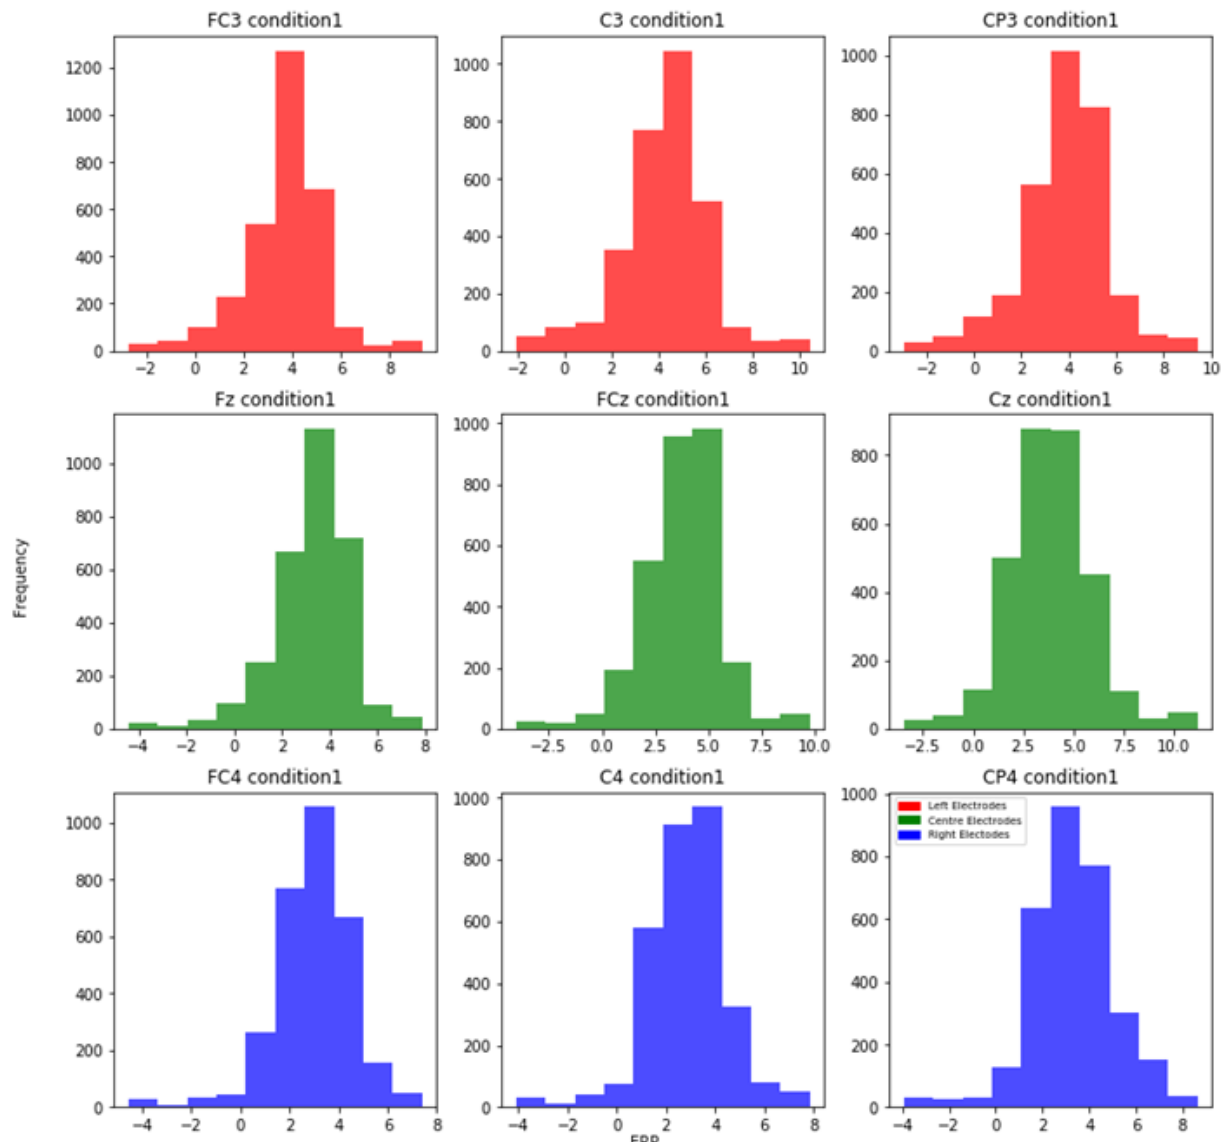 FC3 condition1
C3 condition1
CP3 condition1
1200
1000
800
600
400
200
0
−2 0 2 4 6 8
1000
800
600
400
200
0
−2 0 2 4 6 8 10
1000
800
600
400
200
0
−2 0 2 4 6 8 10
Frequency
Fz condition1
FCz condition1
Cz condition1
1000
800
600
400
200
0
−4 −2 0 2 4 6 8
1000
800
600
400
200
0
−2.5 0.0 2.5 5.0 7.5 10.0
800
600
400
200
0
−2.5 0.0 2.5 5.0 7.5 10.0
FC4 condition1
C4 condition1
CP4 condition1
1000
800
600
400
200
0
−4 −2 0 2 4 6 8
1000
800
600
400
200
0
−4 −2 0 2 4 6 8
Left Electrodes
Centre Electrodes
Right Electodes
1000
800
600
400
200
0
−4 −2 0 2 4 6 8
ERP